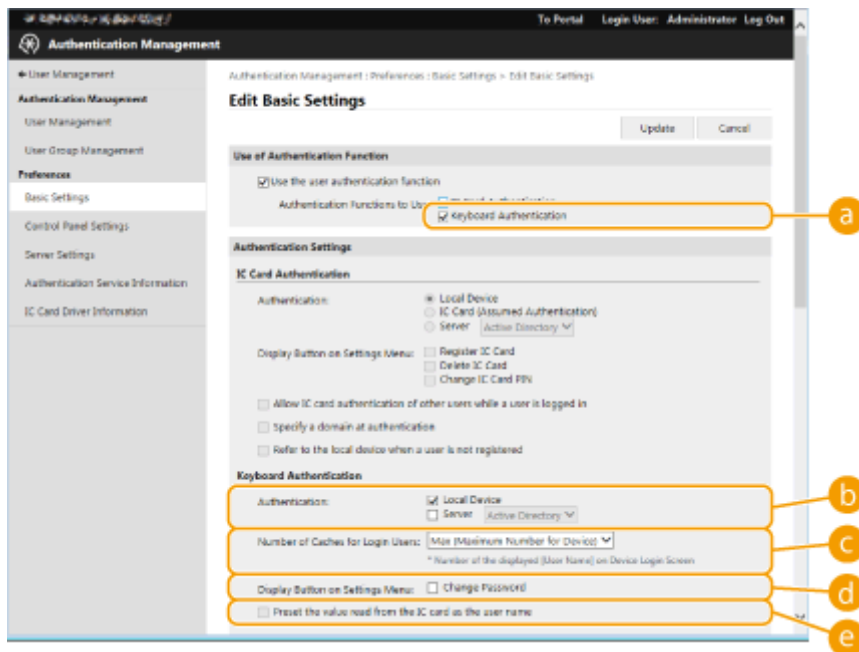 To Portal Login User: Administrator Log Out
Authentication Management
User Management
Authentication Management : Preferences : Basic Settings > Edit Basic Settings
Authentication Management
User Management
User Group Management
Preferences
Basic Settings
Control Panel Settings
Server Settings
Authentication Service Information
IC Card Driver Information
Edit Basic Settings
Update Cancel
Use of Authentication Function
Use the user authentication function
Authentication Functions to Use
Keyboard Authentication
a
Authentication Settings
IC Card Authentication
Authentication: Local Device
IC Card (Assumed Authentication)
Server Active Directory
Display Button on Settings Menu: Register IC Card
Delete IC Card
Change IC Card PIN
Allow IC card authentication of other users while a user is logged in
Specify a domain at authentication
Refer to the local device when a user is not registered
Keyboard Authentication
Authentication: Local Device
Server Active Directory
b
Number of Caches for Login Users: Max (Maximum Number for Device)
* Number of the displayed [User Name] on Device Login Screen
c
Display Button on Settings Menu: Change Password
d
Preset the value read from the IC card as the user name
e